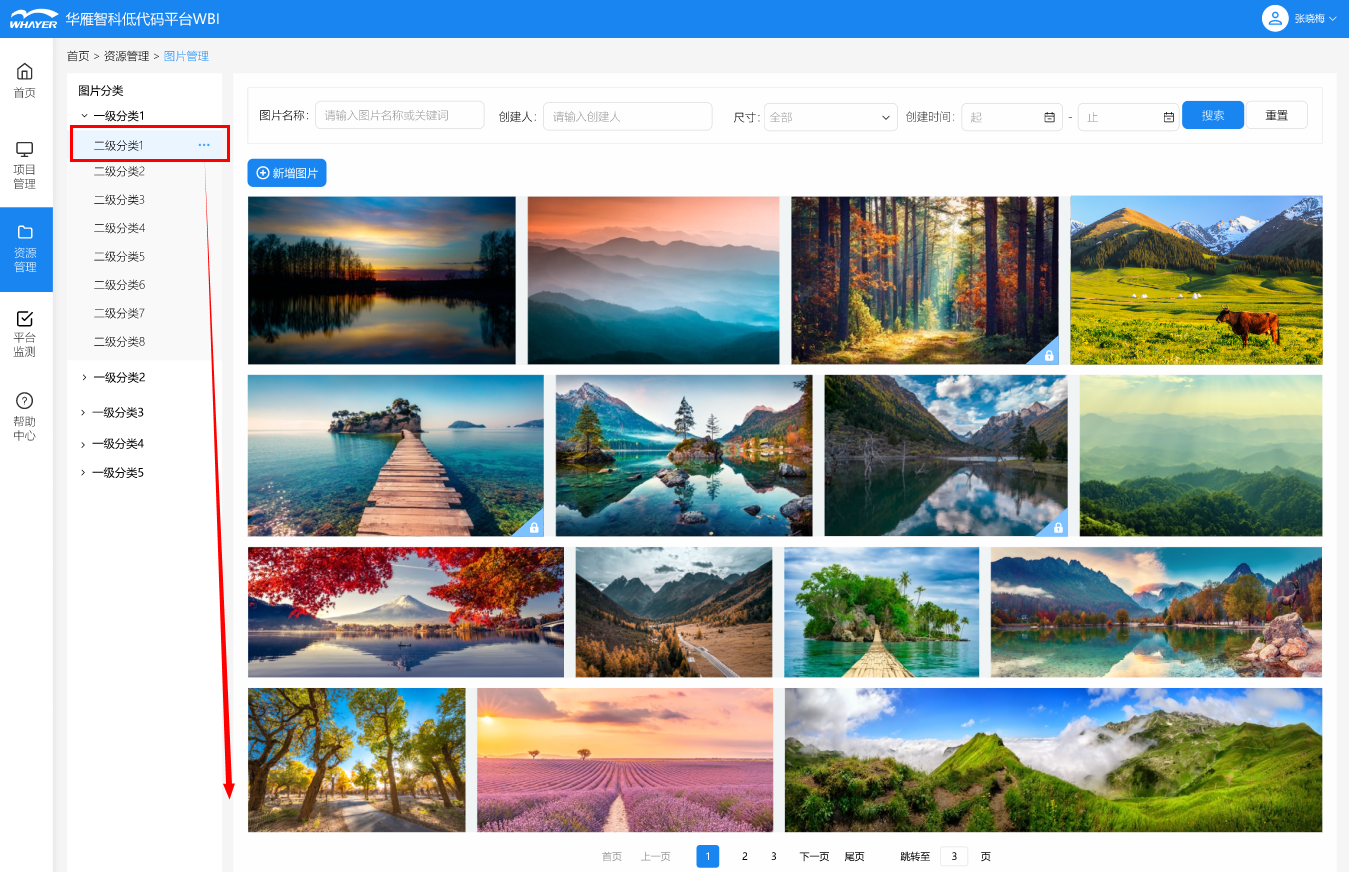 WHAYER 华雁智科低代码平台WBI
张晓梅
首页
项目
管理
资源
管理
平台
监测
帮助
中心
首页 > 资源管理 > 图片管理
图片分类
一级分类1
二级分类1 ···
二级分类2
二级分类3
二级分类4
二级分类5
二级分类6
二级分类7
二级分类8
一级分类2
一级分类3
一级分类4
一级分类5
图片名称: 请输入图片名称或关键词 创建人: 请输入创建人 尺寸: 全部 创建时间: 起 - 止 搜索 重置
新增图片
首页 上一页 1 2 3 下一页 尾页 跳转至 3 页